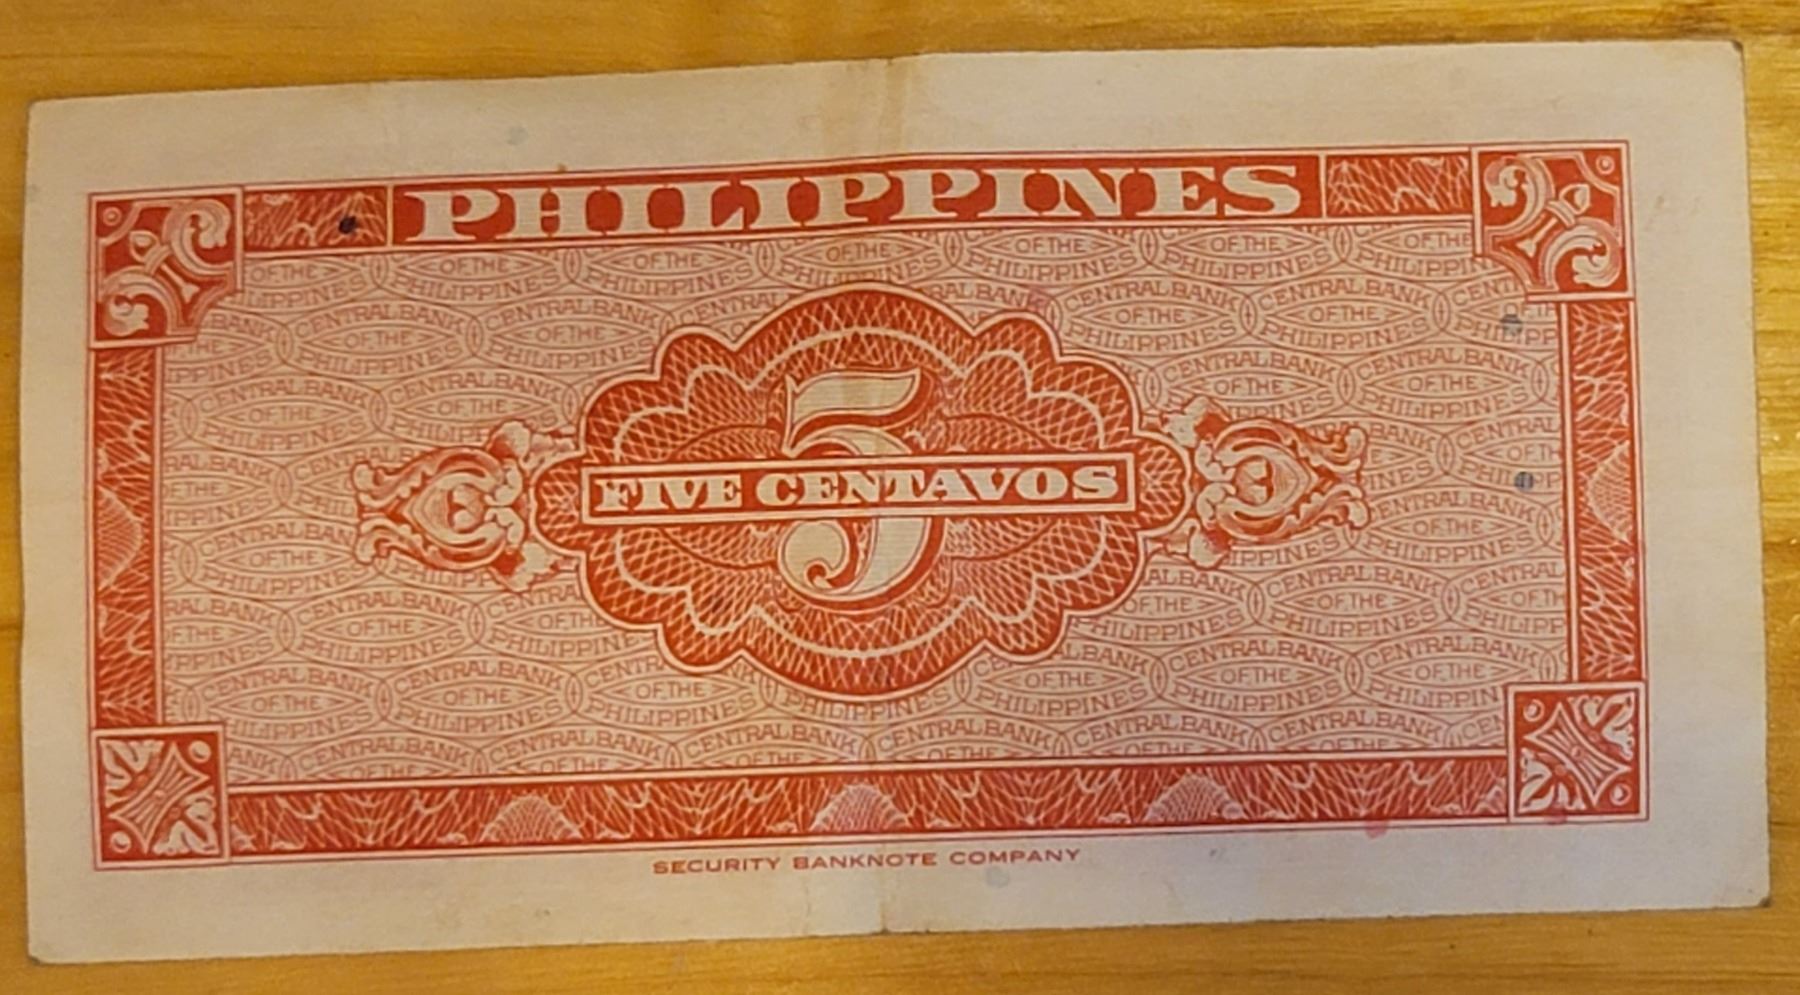 PHILIPPINES
CENTRAL BANK
OF THE
PHILIPPINES
5
FIVE CENTAVOS
SECURITY BANKNOTE COMPANY